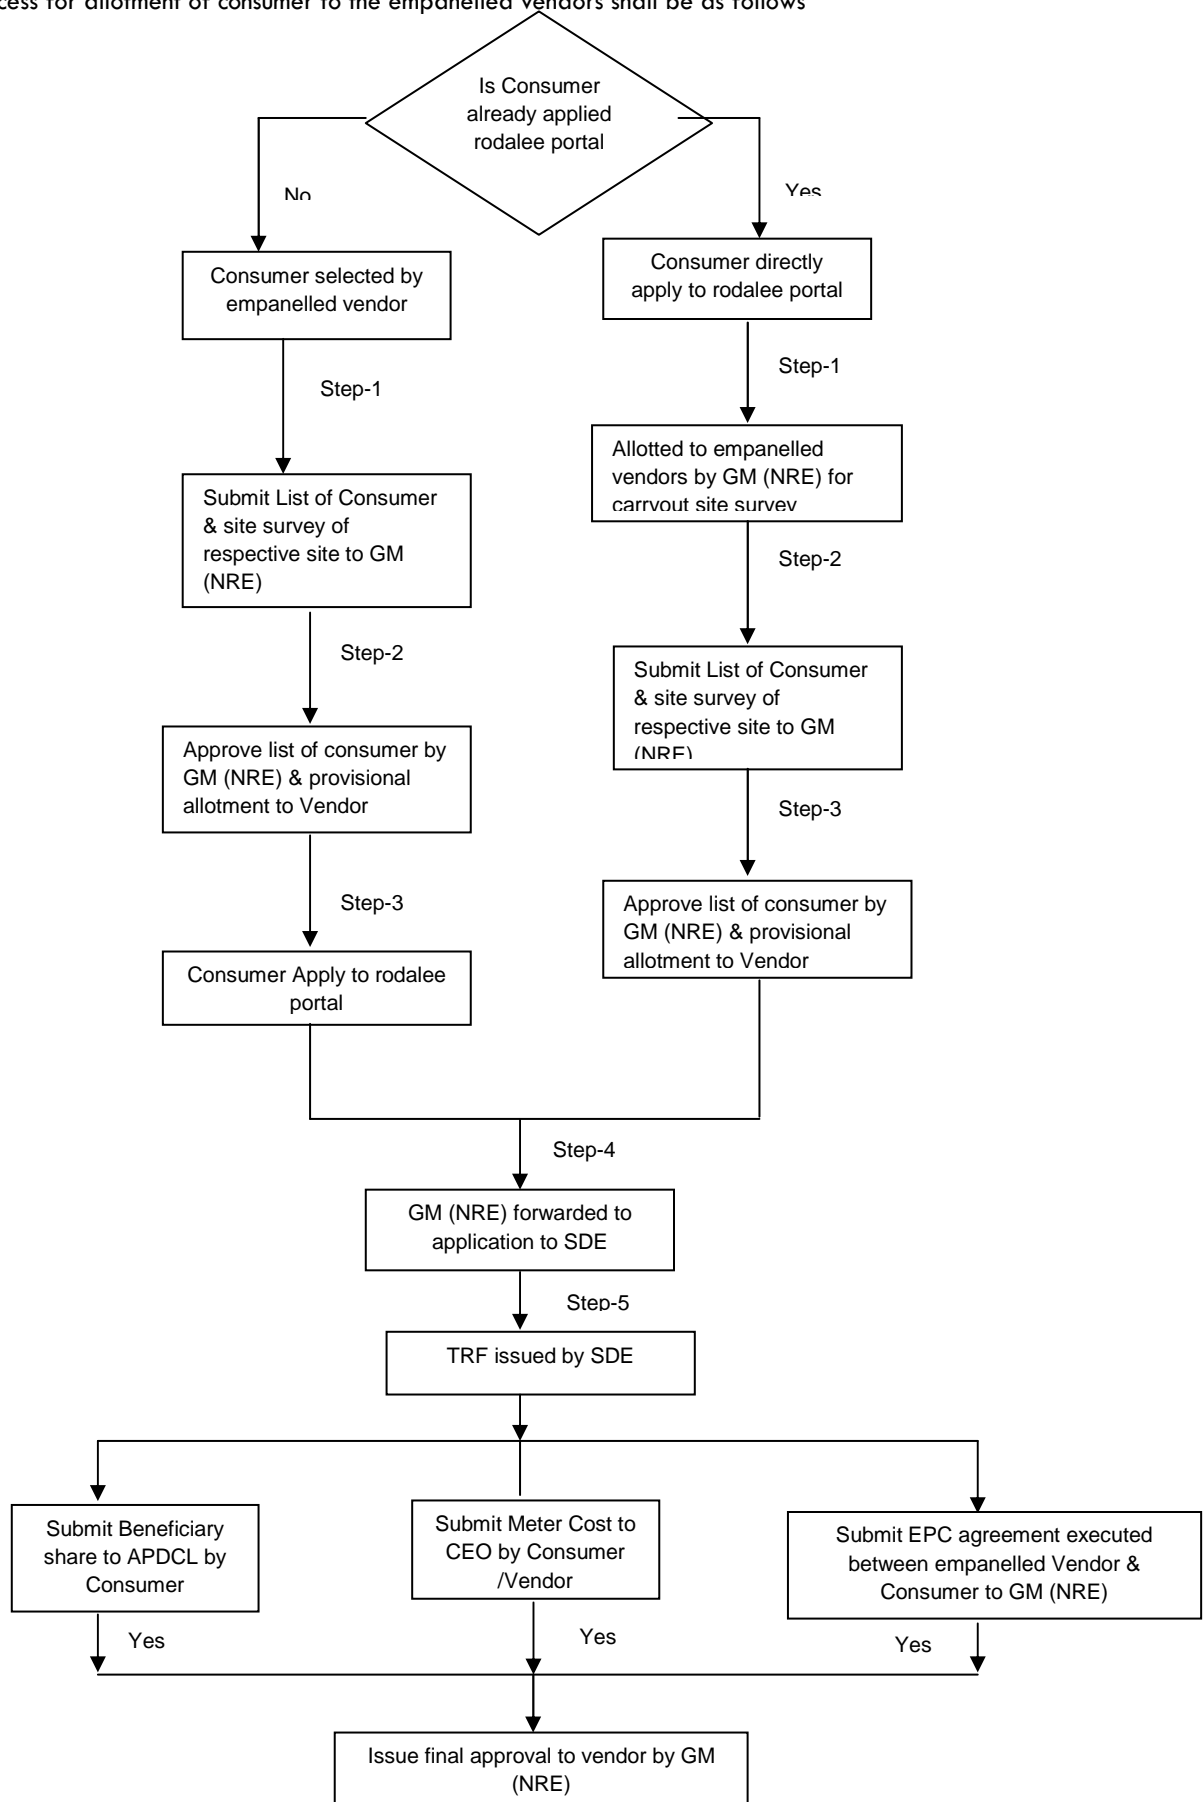 cess for allotment of consumer to the empanelled vendors shall be as follows
Is Consumer
already applied
rodalee portal
No
Yes
Consumer selected by
empanelled vendor
Consumer directly
apply to rodalee portal
Step-1
Step-1
Allotted to empanelled
vendors by GM (NRE) for
carryout site survey
Submit List of Consumer
& site survey of
respective site to GM
(NRE)
Step-2
Step-2
Submit List of Consumer
& site survey of
respective site to GM
(NRE)
Approve list of consumer by
GM (NRE) & provisional
allotment to Vendor
Step-3
Step-3
Approve list of consumer by
GM (NRE) & provisional
allotment to Vendor
Consumer Apply to rodalee
portal
Step-4
GM (NRE) forwarded to
application to SDE
Step-5
TRF issued by SDE
Submit Beneficiary
share to APDCL by
Consumer
Submit Meter Cost to
CEO by Consumer
/Vendor
Submit EPC agreement executed
between empanelled Vendor &
Consumer to GM (NRE)
Yes
Yes
Yes
Issue final approval to vendor by GM
(NRE)